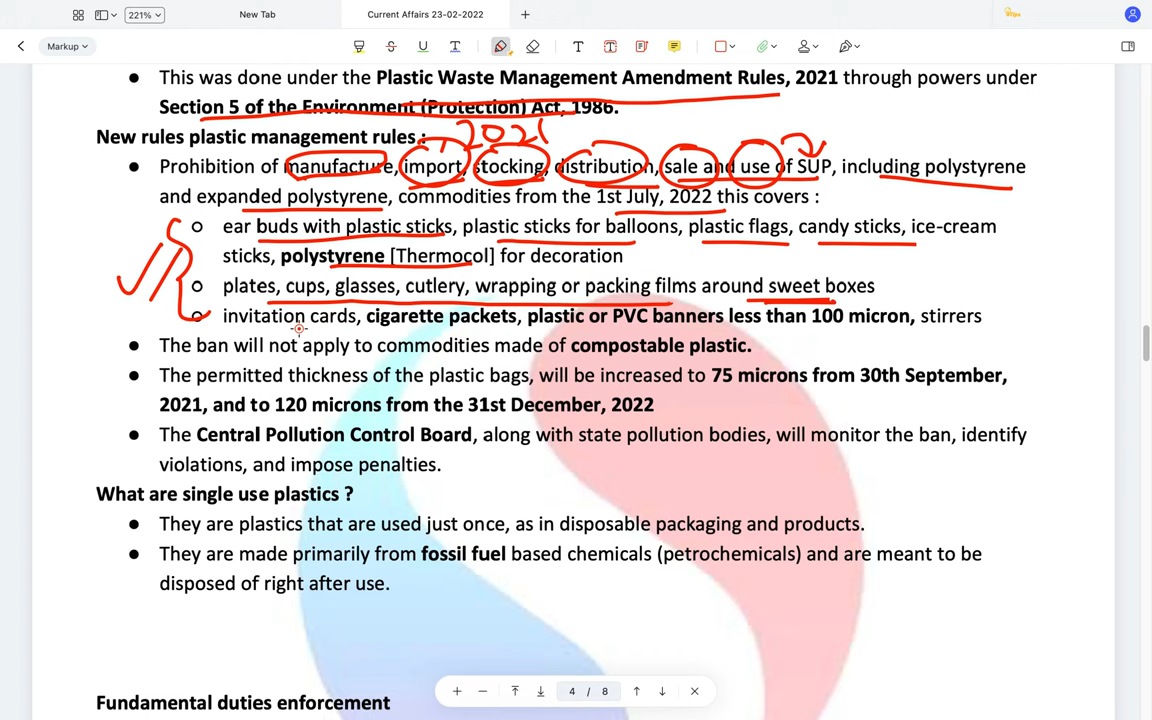 221%
New Tab
Current Affairs 23-02-2022
Markup
● This was done under the Plastic Waste Management Amendment Rules, 2021 through powers under
Section 5 of the Environment (Protection) Act, 1986.
New rules plastic management rules :
2021
● Prohibition of manufacture, import, stocking, distribution, sale and use of SUP, including polystyrene
and expanded polystyrene, commodities from the 1st July, 2022 this covers :
○ ear buds with plastic sticks, plastic sticks for balloons, plastic flags, candy sticks, ice-cream
sticks, polystyrene [Thermocol] for decoration
○ plates, cups, glasses, cutlery, wrapping or packing films around sweet boxes
○ invitation cards, cigarette packets, plastic or PVC banners less than 100 micron, stirrers
● The ban will not apply to commodities made of compostable plastic.
● The permitted thickness of the plastic bags, will be increased to 75 microns from 30th September,
2021, and to 120 microns from the 31st December, 2022
● The Central Pollution Control Board, along with state pollution bodies, will monitor the ban, identify
violations, and impose penalties.
What are single use plastics ?
● They are plastics that are used just once, as in disposable packaging and products.
● They are made primarily from fossil fuel based chemicals (petrochemicals) and are meant to be
disposed of right after use.
Fundamental duties enforcement
4 / 8